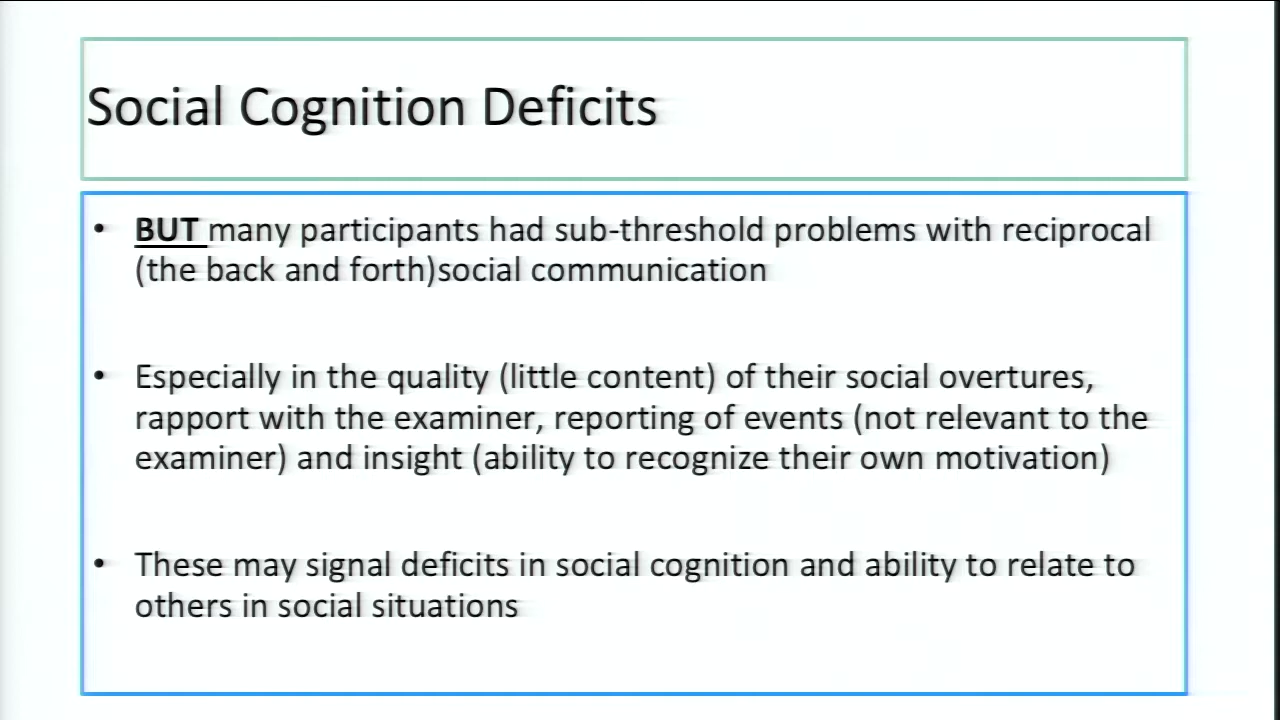 Social Cognition Deficits
• BUT many participants had sub-threshold problems with reciprocal
(the back and forth)social communication
• Especially in the quality (little content) of their social overtures,
rapport with the examiner, reporting of events (not relevant to the
examiner) and insight (ability to recognize their own motivation)
• These may signal deficits in social cognition and ability to relate to
others in social situations